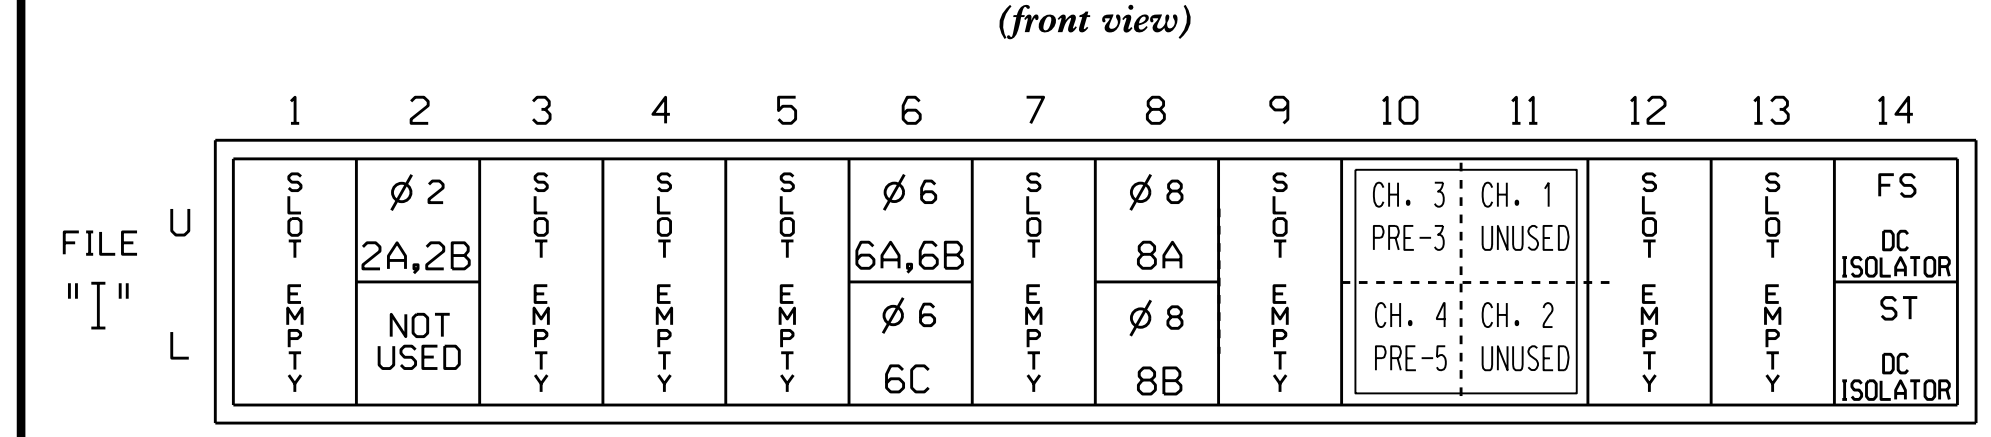 (front view)
1 2 3 4 5 6 7 8 9 10 11 12 13 14
FILE
"I"
U
L
SLOT EMPTY
Ø 2
2A,2B
NOT
USED
SLOT EMPTY
SLOT EMPTY
SLOT EMPTY
Ø 6
6A,6B
Ø 6
6C
SLOT EMPTY
Ø 8
8A
Ø 8
8B
SLOT EMPTY
CH. 3
PRE-3
CH. 4
PRE-5
CH. 1
UNUSED
CH. 2
UNUSED
SLOT EMPTY
SLOT EMPTY
FS
DC
ISOLATOR
ST
DC
ISOLATOR